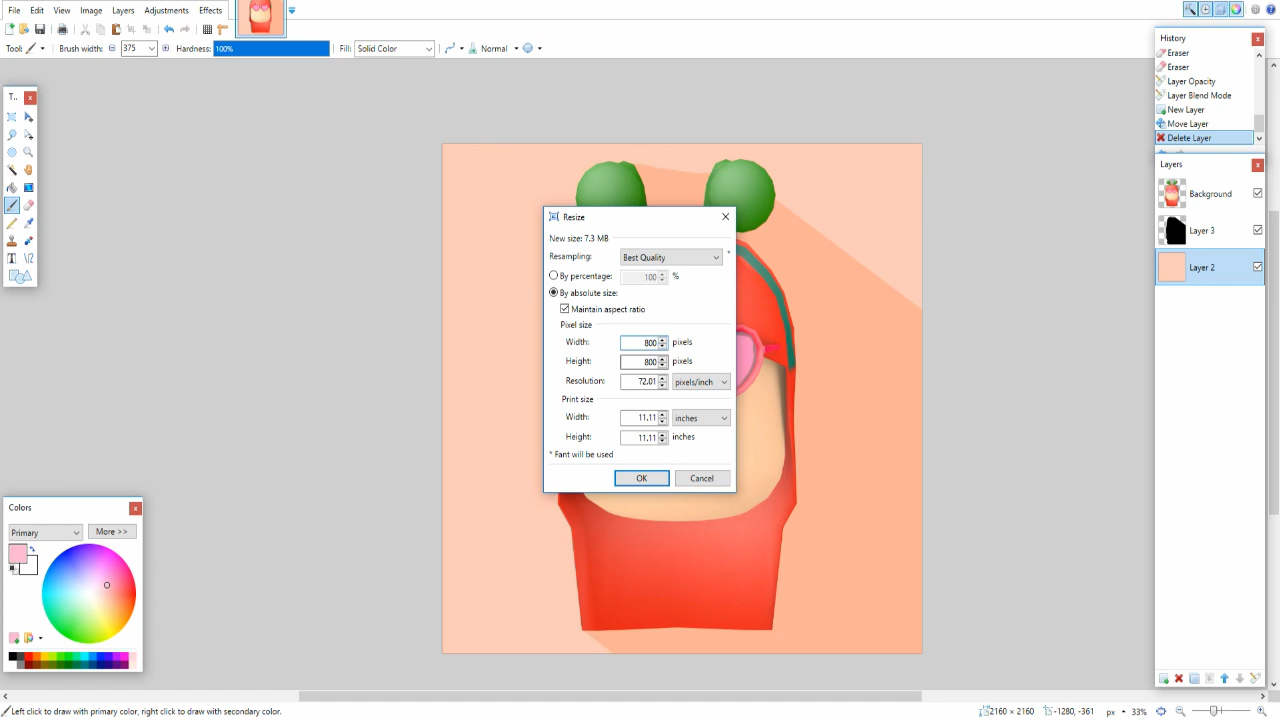 File Edit View Image Layers Adjustments Effects
Tool: Brush width: 375 Hardness: 100% Fill: Solid Color Normal
History
Eraser
Eraser
Layer Opacity
Layer Blend Mode
New Layer
Move Layer
Delete Layer
Layers
Background
Layer 3
Layer 2
T..
Resize
New size: 7.3 MB
Resampling: Best Quality *
By percentage: 100 %
By absolute size:
Maintain aspect ratio
Pixel size
Width: 800 pixels
Height: 800 pixels
Resolution: 72.01 pixels/inch
Print size
Width: 11.11 inches
Height: 11.11 inches
* Fant will be used
OK Cancel
Colors
Primary More >>
Left click to draw with primary color, right click to draw with secondary color.
2160 × 2160 -1280, -361 px 33%